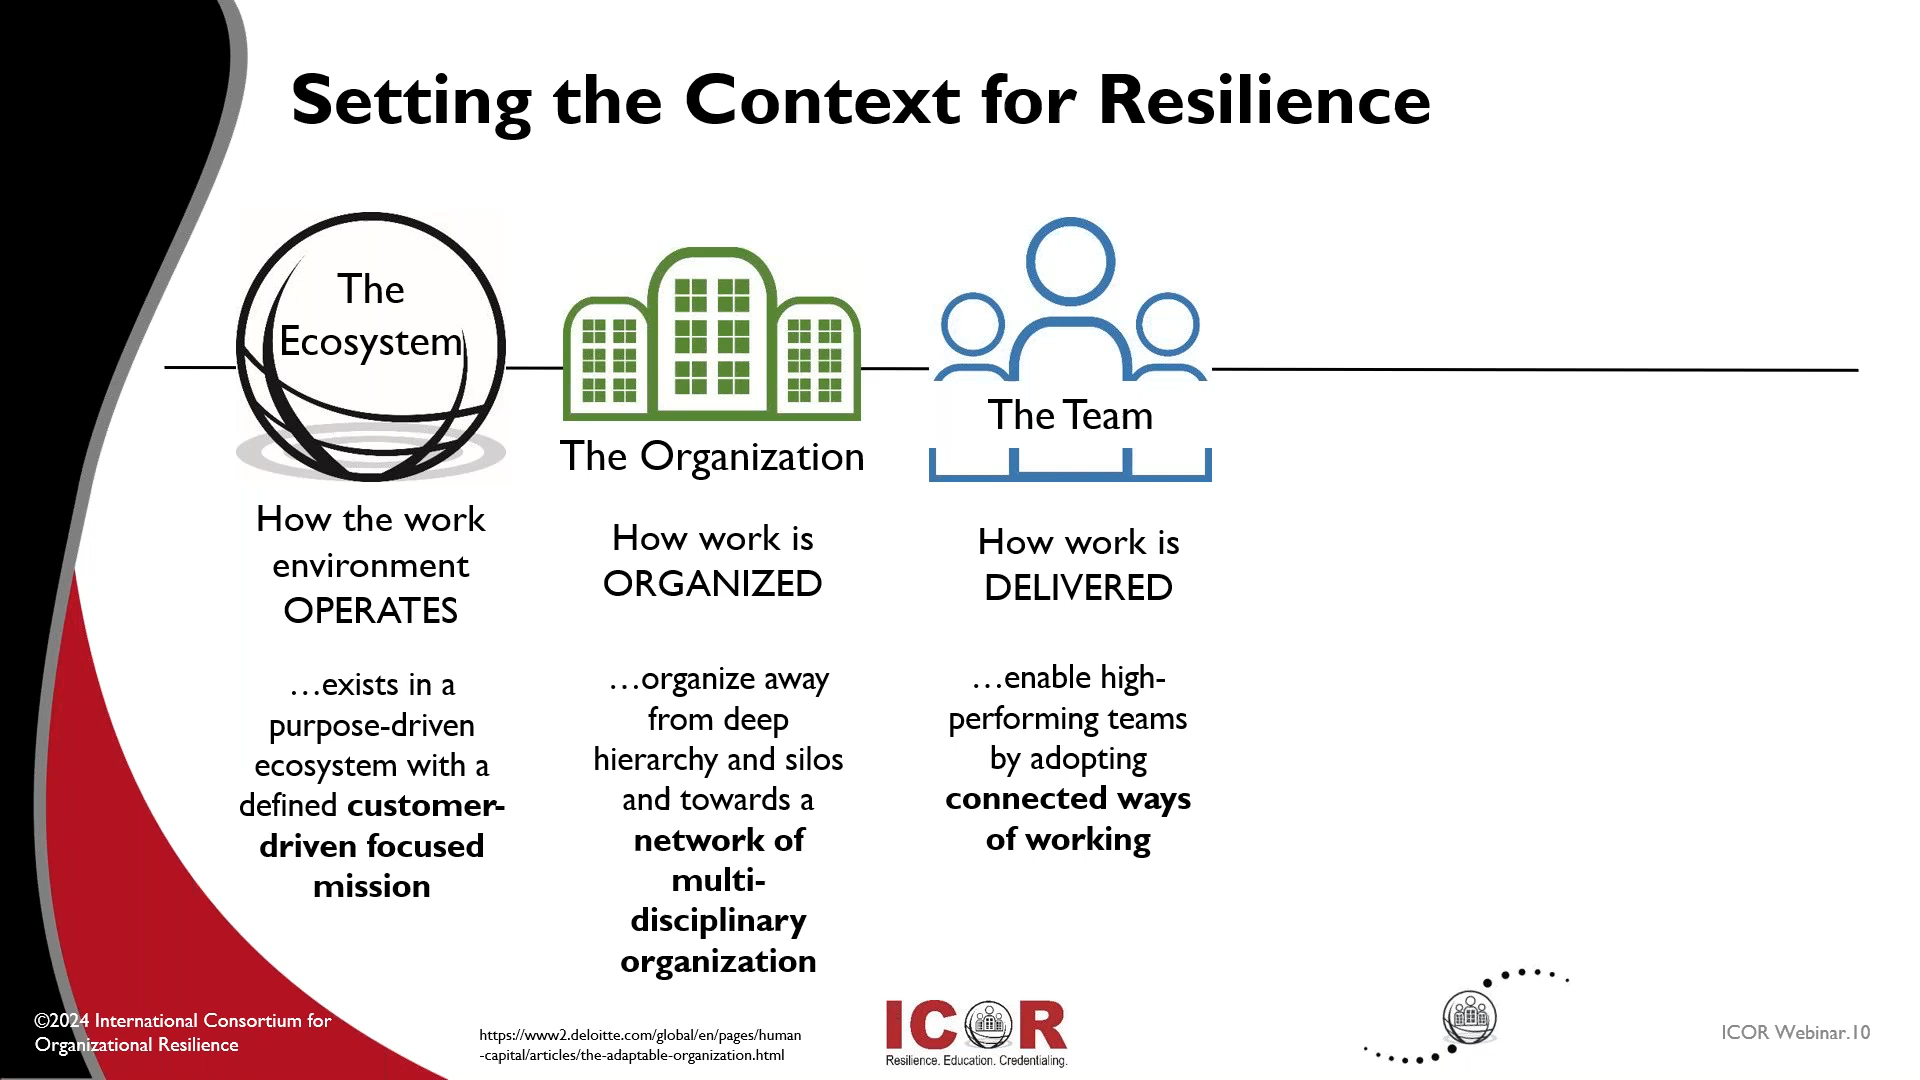 Setting the Context for Resilience
The
Ecosystem
How the work
environment
OPERATES
…exists in a
purpose-driven
ecosystem with a
defined customer-
driven focused
mission
The Organization
How work is
ORGANIZED
…organize away
from deep
hierarchy and silos
and towards a
network of
multi-
disciplinary
organization
The Team
How work is
DELIVERED
…enable high-
performing teams
by adopting
connected ways
of working
©2024 International Consortium for
Organizational Resilience
https://www2.deloitte.com/global/en/pages/human
-capital/articles/the-adaptable-organization.html
ICOR
Resilience. Education. Credentialing.
ICOR Webinar.10